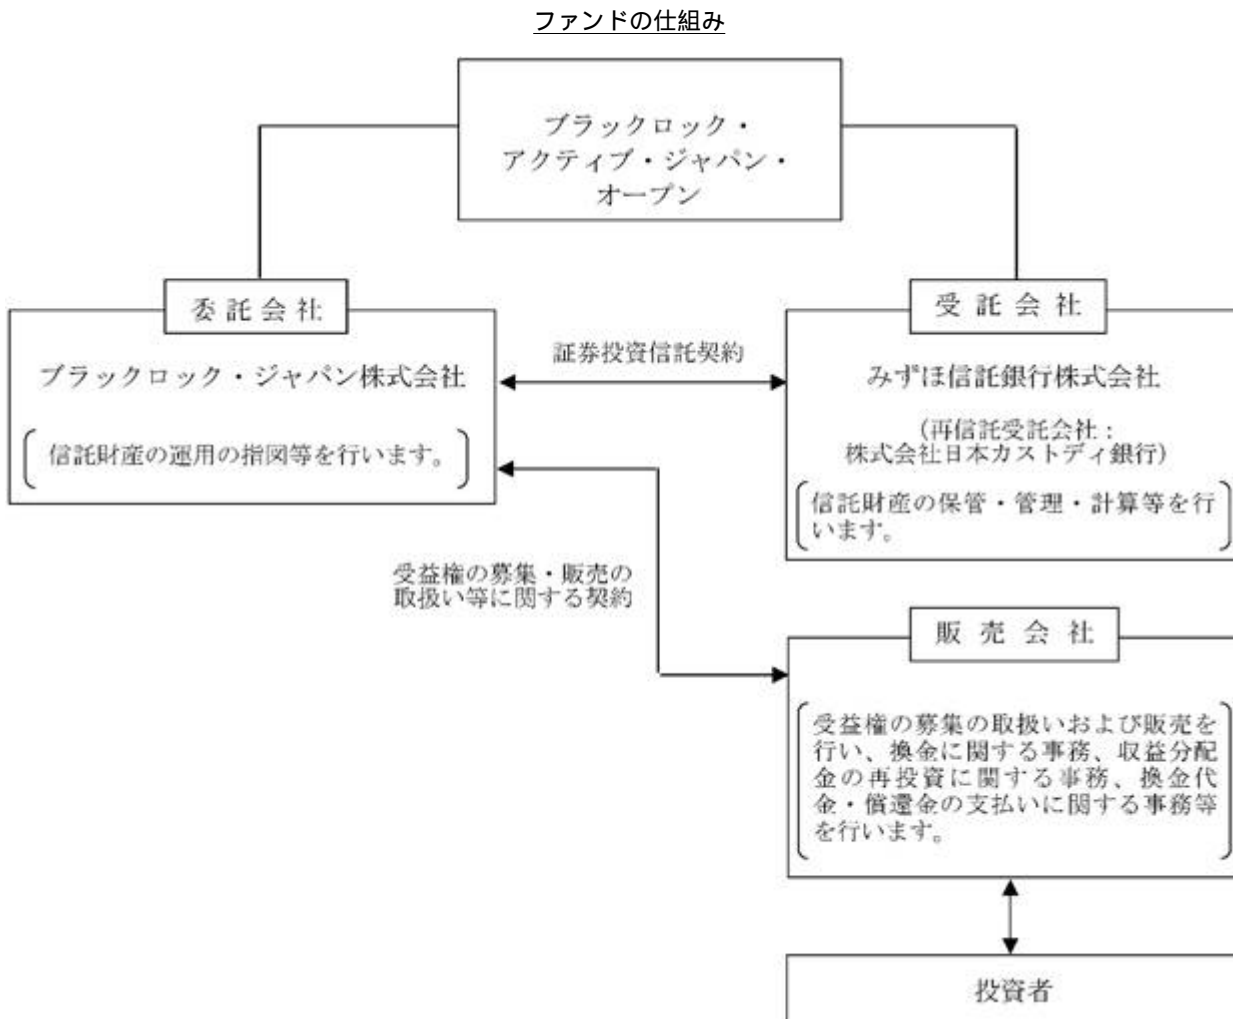 ファンドの仕組み
ブラックロック・
アクティブ・ジャパン・
オープン
委託会社
ブラックロック・ジャパン株式会社
信託財産の運用の指図等を行います。
証券投資信託契約
受託会社
みずほ信託銀行株式会社
(再信託受託会社:
株式会社日本カストディ銀行)
信託財産の保管・管理・計算等を行
います。
受益権の募集・販売の
取扱い等に関する契約
販売会社
受益権の募集の取扱いおよび販売を
行い、換金に関する事務、収益分配
金の再投資に関する事務、換金代
金・償還金の支払いに関する事務等
を行います。
投資者